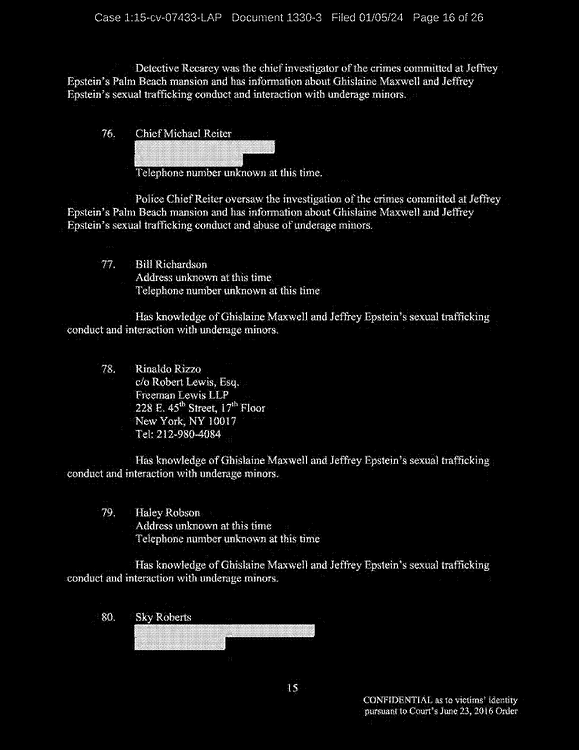 Case 1:15-cv-07433-LAP Document 1330-3 Filed 01/05/24 Page 16 of 26
Detective Recarey was the chief investigator of the crimes committed at Jeffrey
Epstein's Palm Beach mansion and has information about Ghislaine Maxwell and Jeffrey
Epstein's sexual trafficking conduct and interaction with underage minors.
76. Chief Michael Reiter
Telephone number unknown at this time.
Police Chief Reiter oversaw the investigation of the crimes committed at Jeffrey
Epstein's Palm Beach mansion and has information about Ghislaine Maxwell and Jeffrey
Epstein's sexual trafficking conduct and abuse of underage minors.
77. Bill Richardson
Address unknown at this time
Telephone number unknown at this time
Has knowledge of Ghislaine Maxwell and Jeffrey Epstein's sexual trafficking
conduct and interaction with underage minors.
78. Rinaldo Rizzo
c/o Robert Lewis, Esq.
Freeman Lewis LLP
228 E. 45th Street, 17th Floor
New York, NY 10017
Tel: 212-980-4084
Has knowledge of Ghislaine Maxwell and Jeffrey Epstein's sexual trafficking
conduct and interaction with underage minors.
79. Haley Robson
Address unknown at this time
Telephone number unknown at this time
Has knowledge of Ghislaine Maxwell and Jeffrey Epstein's sexual trafficking
conduct and interaction with underage minors.
80. Sky Roberts
15
CONFIDENTIAL as to victims' identity
pursuant to Court's June 23, 2016 Order